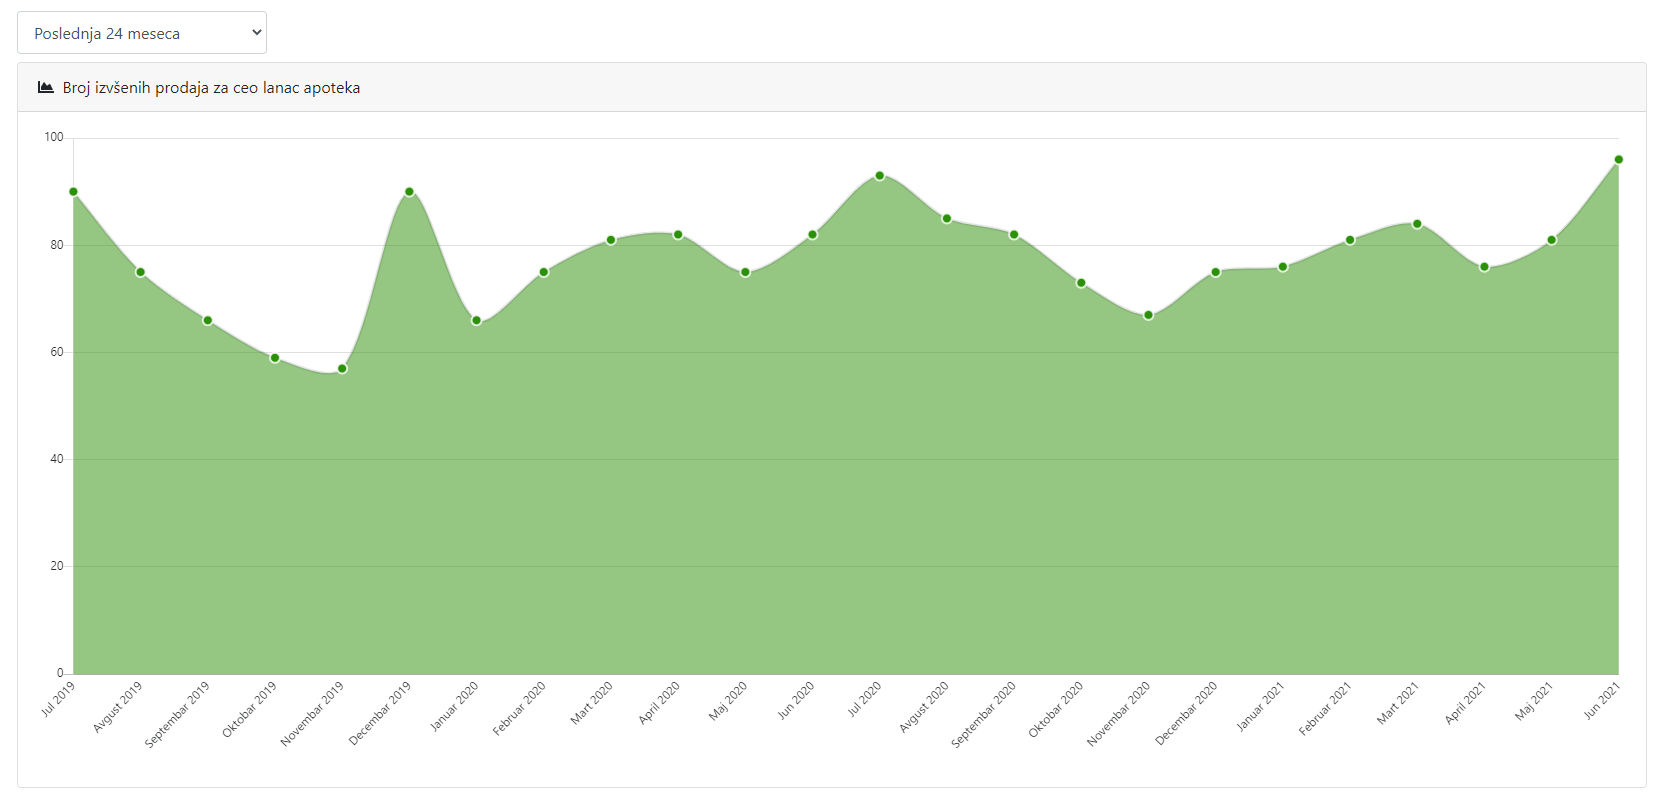 Poslednja 24 meseca
Broj izvšenih prodaja za ceo lanac apoteka
100
80
60
40
20
0
Jul 2019
Avgust 2019
Septembar 2019
Oktobar 2019
Novembar 2019
Decembar 2019
Januar 2020
Februar 2020
Mart 2020
April 2020
Maj 2020
Jun 2020
Jul 2020
Avgust 2020
Septembar 2020
Oktobar 2020
Novembar 2020
Decembar 2020
Januar 2021
Februar 2021
Mart 2021
April 2021
Maj 2021
Jun 2021